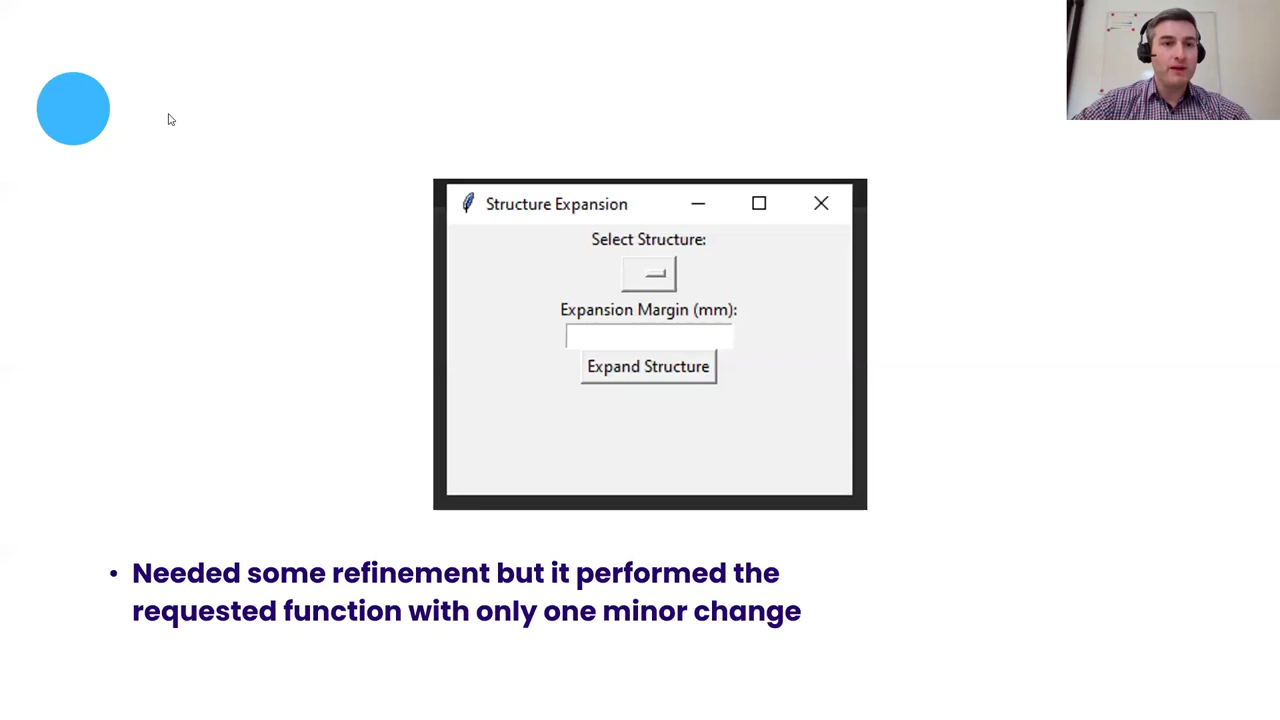 Structure Expansion
Select Structure:
Expansion Margin (mm):
Expand Structure
• Needed some refinement but it performed the
requested function with only one minor change